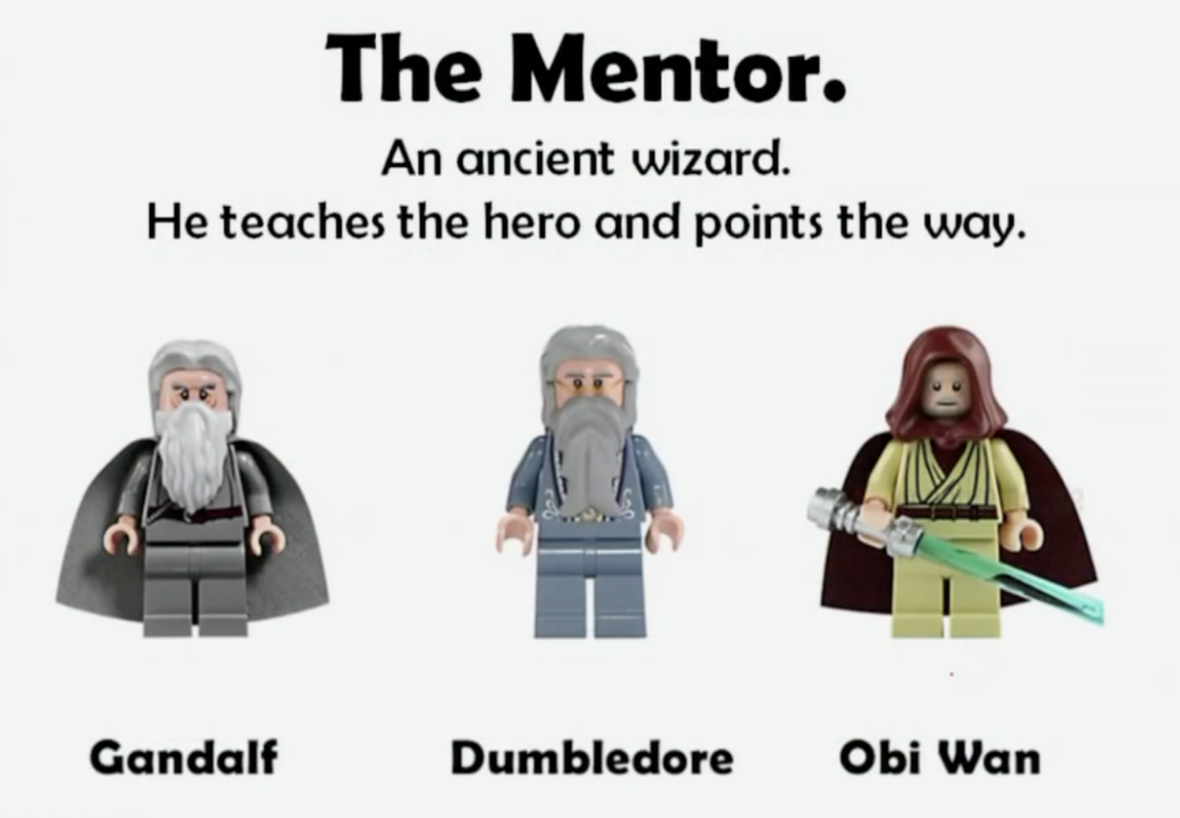 The Mentor.
An ancient wizard.
He teaches the hero and points the way.
Gandalf Dumbledore Obi Wan